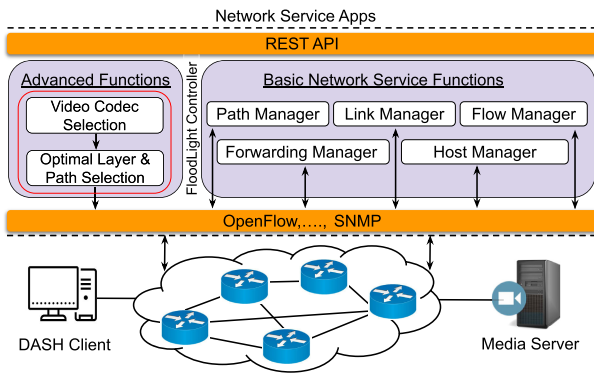 Network Service Apps
REST API
Advanced Functions
Video Codec
Selection
Optimal Layer &
Path Selection
FloodLight Controller
Basic Network Service Functions
Path Manager
Link Manager
Flow Manager
Forwarding Manager
Host Manager
OpenFlow,...., SNMP
DASH Client
Media Server